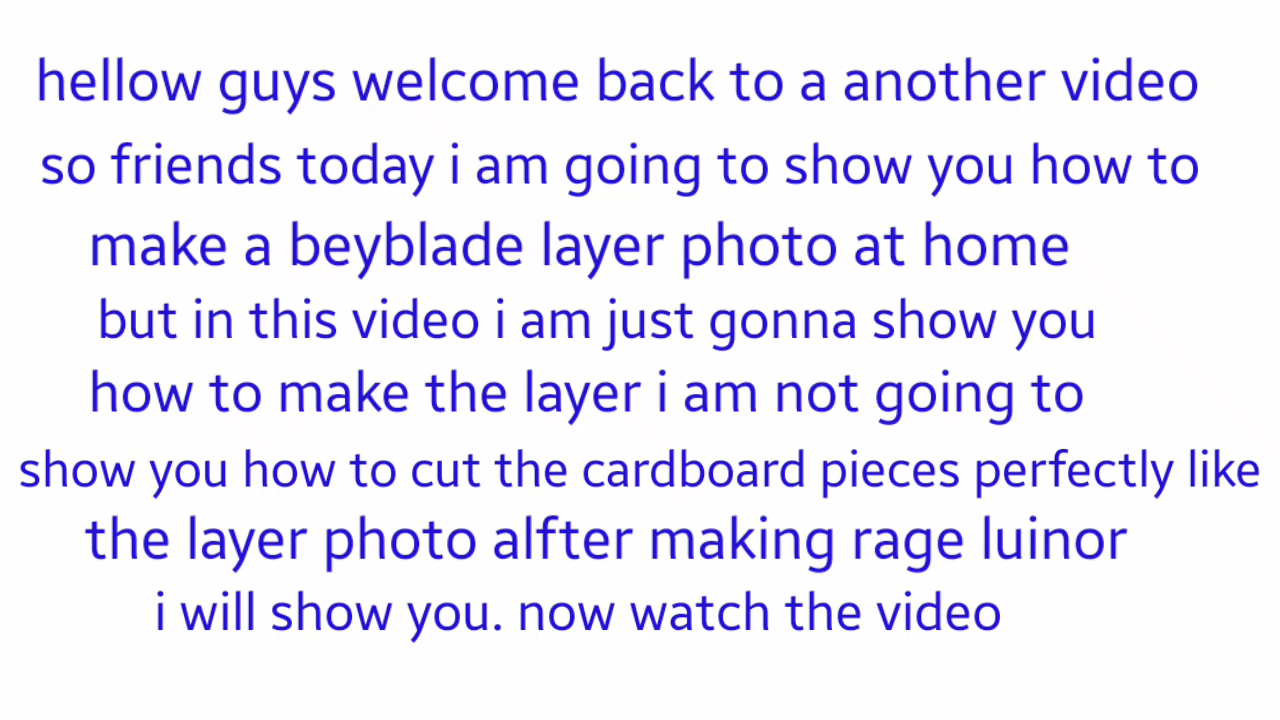 hellow guys welcome back to a another video
so friends today i am going to show you how to
make a beyblade layer photo at home
but in this video i am just gonna show you
how to make the layer i am not going to
show you how to cut the cardboard pieces perfectly like
the layer photo alfter making rage luinor
i will show you. now watch the video